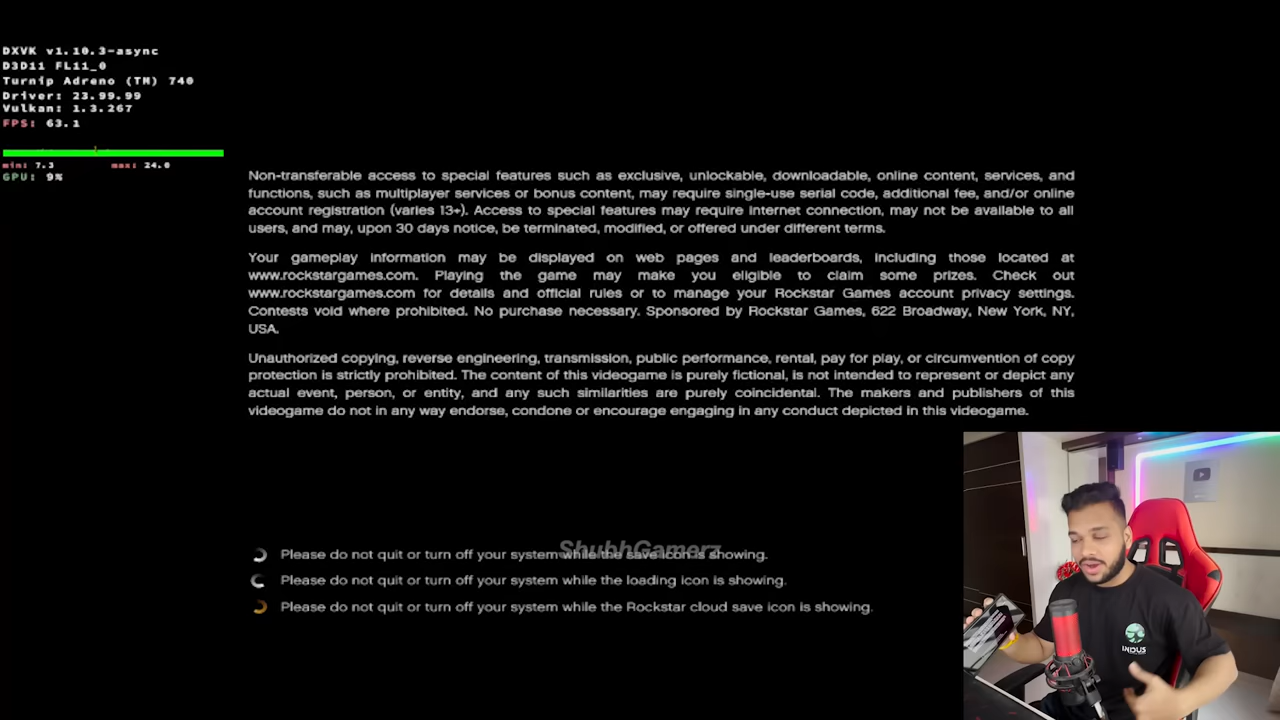 DXVK v1.10.3-async
D3D11 FL11_0
Turnip Adreno (TM) 740
Driver: 23.99.99
Vulkan: 1.3.267
FPS: 63.1
min: 7.3 max: 24.0
GPU: 9%
Non-transferable access to special features such as exclusive, unlockable, downloadable, online content, services, and
functions, such as multiplayer services or bonus content, may require single-use serial code, additional fee, and/or online
account registration (varies 13+). Access to special features may require internet connection, may not be available to all
users, and may, upon 30 days notice, be terminated, modified, or offered under different terms.
Your gameplay information may be displayed on web pages and leaderboards, including those located at
www.rockstargames.com. Playing the game may make you eligible to claim some prizes. Check out
www.rockstargames.com for details and official rules or to manage your Rockstar Games account privacy settings.
Contests void where prohibited. No purchase necessary. Sponsored by Rockstar Games, 622 Broadway, New York, NY,
USA.
Unauthorized copying, reverse engineering, transmission, public performance, rental, pay for play, or circumvention of copy
protection is strictly prohibited. The content of this videogame is purely fictional, is not intended to represent or depict any
actual event, person, or entity, and any such similarities are purely coincidental. The makers and publishers of this
videogame do not in any way endorse, condone or encourage engaging in any conduct depicted in this videogame.
ShubhGamerz
Please do not quit or turn off your system while the save icon is showing.
Please do not quit or turn off your system while the loading icon is showing.
Please do not quit or turn off your system while the Rockstar cloud save icon is showing.
INDUS